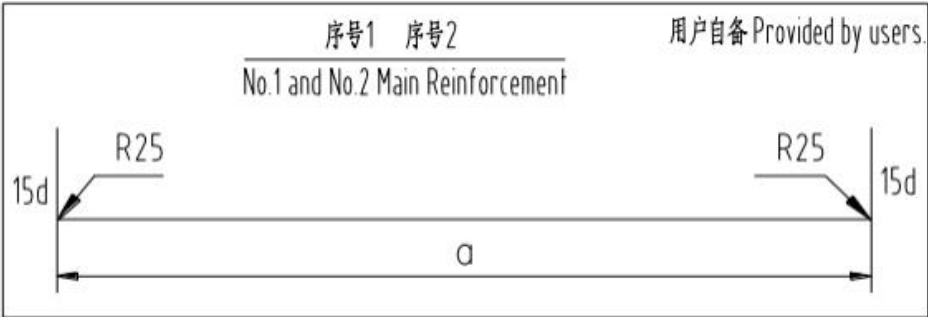 序号1 序号2
用户自备 Provided by users.
No.1 and No.2 Main Reinforcement
R25
R25
15d
15d
a